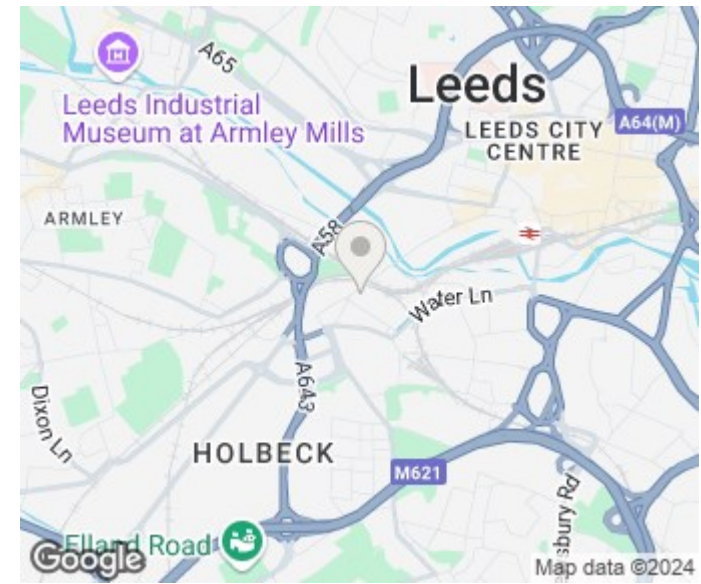 A65
Leeds
Leeds Industrial
Museum at Armley Mills
LEEDS CITY
CENTRE
A64(M)
ARMLEY
A58
Water Ln
A643
Dixon Ln
HOLBECK
M621
Elland Road
Google
Map data ©2024